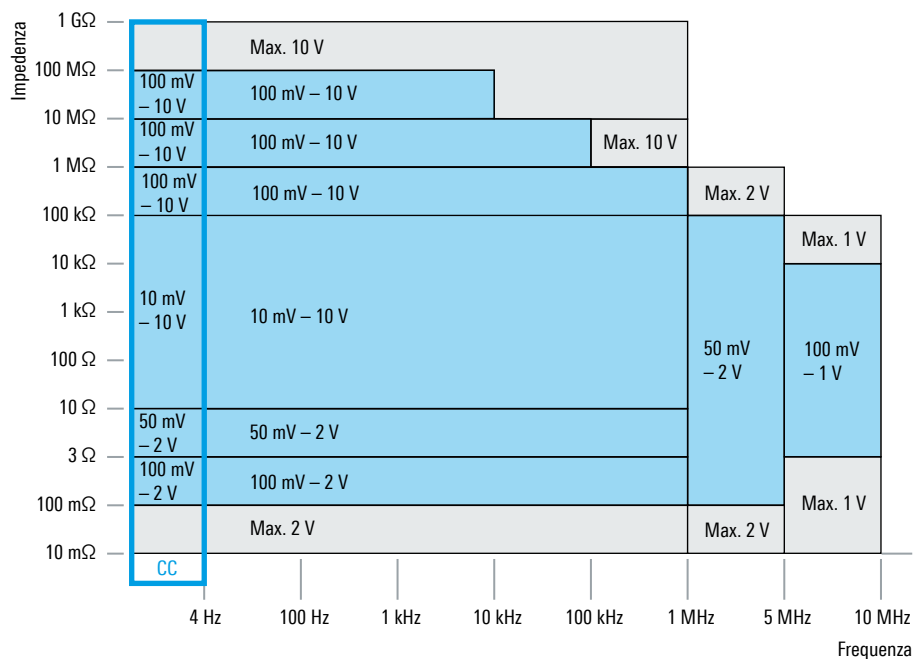 Impedenza
1 GΩ
Max. 10 V
100 MΩ
100 mV
– 10 V
100 mV – 10 V
10 MΩ
100 mV
– 10 V
100 mV – 10 V
Max. 10 V
1 MΩ
100 mV
– 10 V
100 mV – 10 V
Max. 2 V
100 kΩ
Max. 1 V
10 kΩ
10 mV
– 10 V
10 mV – 10 V
1 kΩ
50 mV
– 2 V
100 mV
– 1 V
100 Ω
10 Ω
50 mV
– 2 V
50 mV – 2 V
3 Ω
100 mV
– 2 V
100 mV – 2 V
100 mΩ
Max. 2 V
Max. 2 V
Max. 1 V
10 mΩ
CC
4 Hz
100 Hz
1 kHz
10 kHz
100 kHz
1 MHz
5 MHz
10 MHz
Frequenza